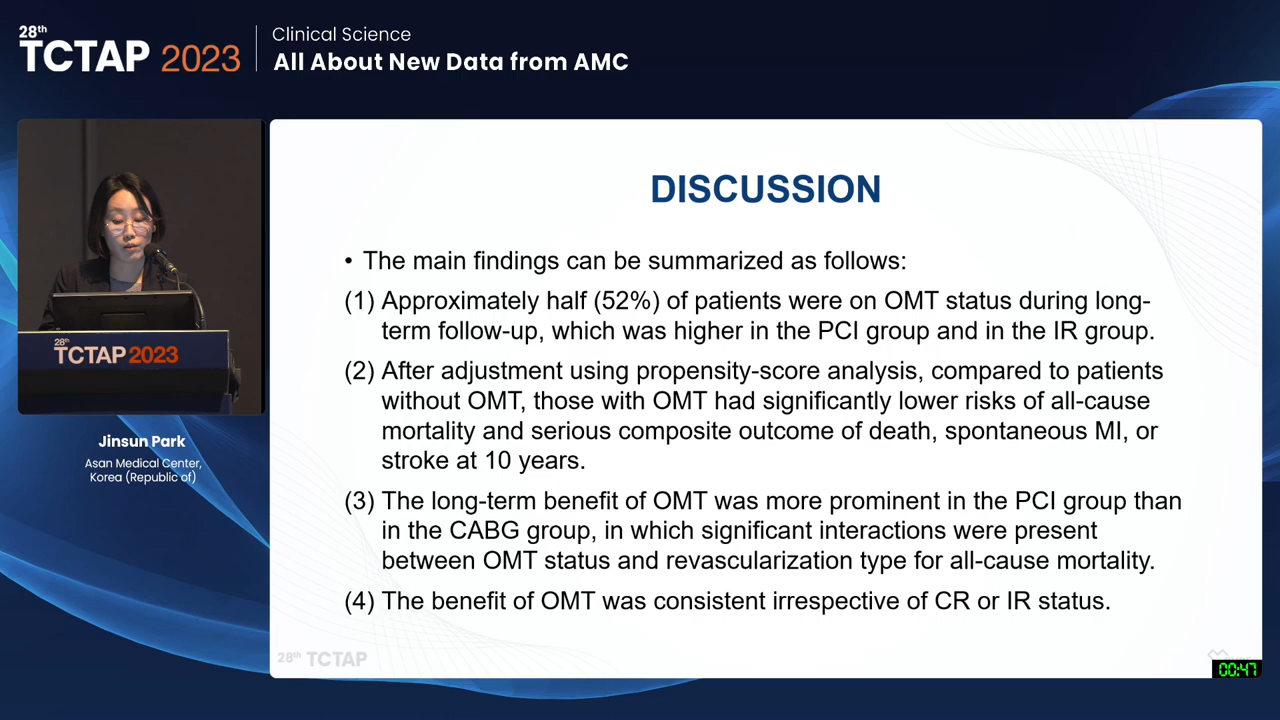 28th
TCTAP 2023
Clinical Science
All About New Data from AMC
28th
TCTAP 2023
Jinsun Park
Asan Medical Center,
Korea (Republic of)
DISCUSSION
• The main findings can be summarized as follows:
(1) Approximately half (52%) of patients were on OMT status during long-
term follow-up, which was higher in the PCI group and in the IR group.
(2) After adjustment using propensity-score analysis, compared to patients
without OMT, those with OMT had significantly lower risks of all-cause
mortality and serious composite outcome of death, spontaneous MI, or
stroke at 10 years.
(3) The long-term benefit of OMT was more prominent in the PCI group than
in the CABG group, in which significant interactions were present
between OMT status and revascularization type for all-cause mortality.
(4) The benefit of OMT was consistent irrespective of CR or IR status.
28th TCTAP
00:47